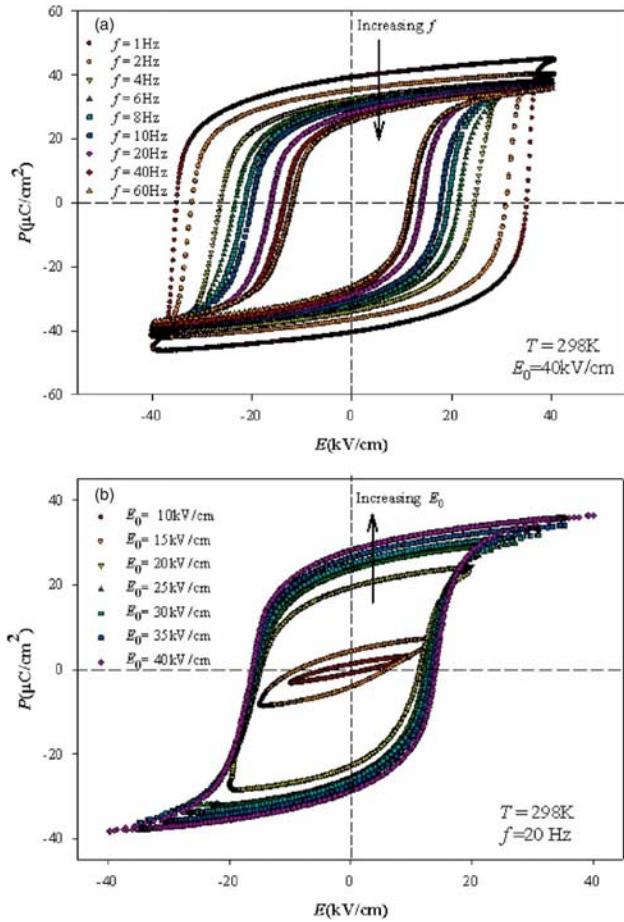 (a)
Increasing f
f = 1Hz
f = 2Hz
f = 4Hz
f = 6Hz
f = 8Hz
f = 10Hz
f = 20Hz
f = 40Hz
f = 60Hz
60
40
20
0
-20
-40
-60
P(μC/cm²)
T = 298K
E₀=40kV/cm
-40 -20 0 20 40
E(kV/cm)
(b)
Increasing E₀
E₀= 10kV/cm
E₀= 15kV/cm
E₀= 20kV/cm
E₀= 25kV/cm
E₀= 30kV/cm
E₀= 35kV/cm
E₀= 40kV/cm
40
20
0
-20
-40
P(μC/cm²)
T = 298K
f=20 Hz
-40 -20 0 20 40
E(kV/cm)